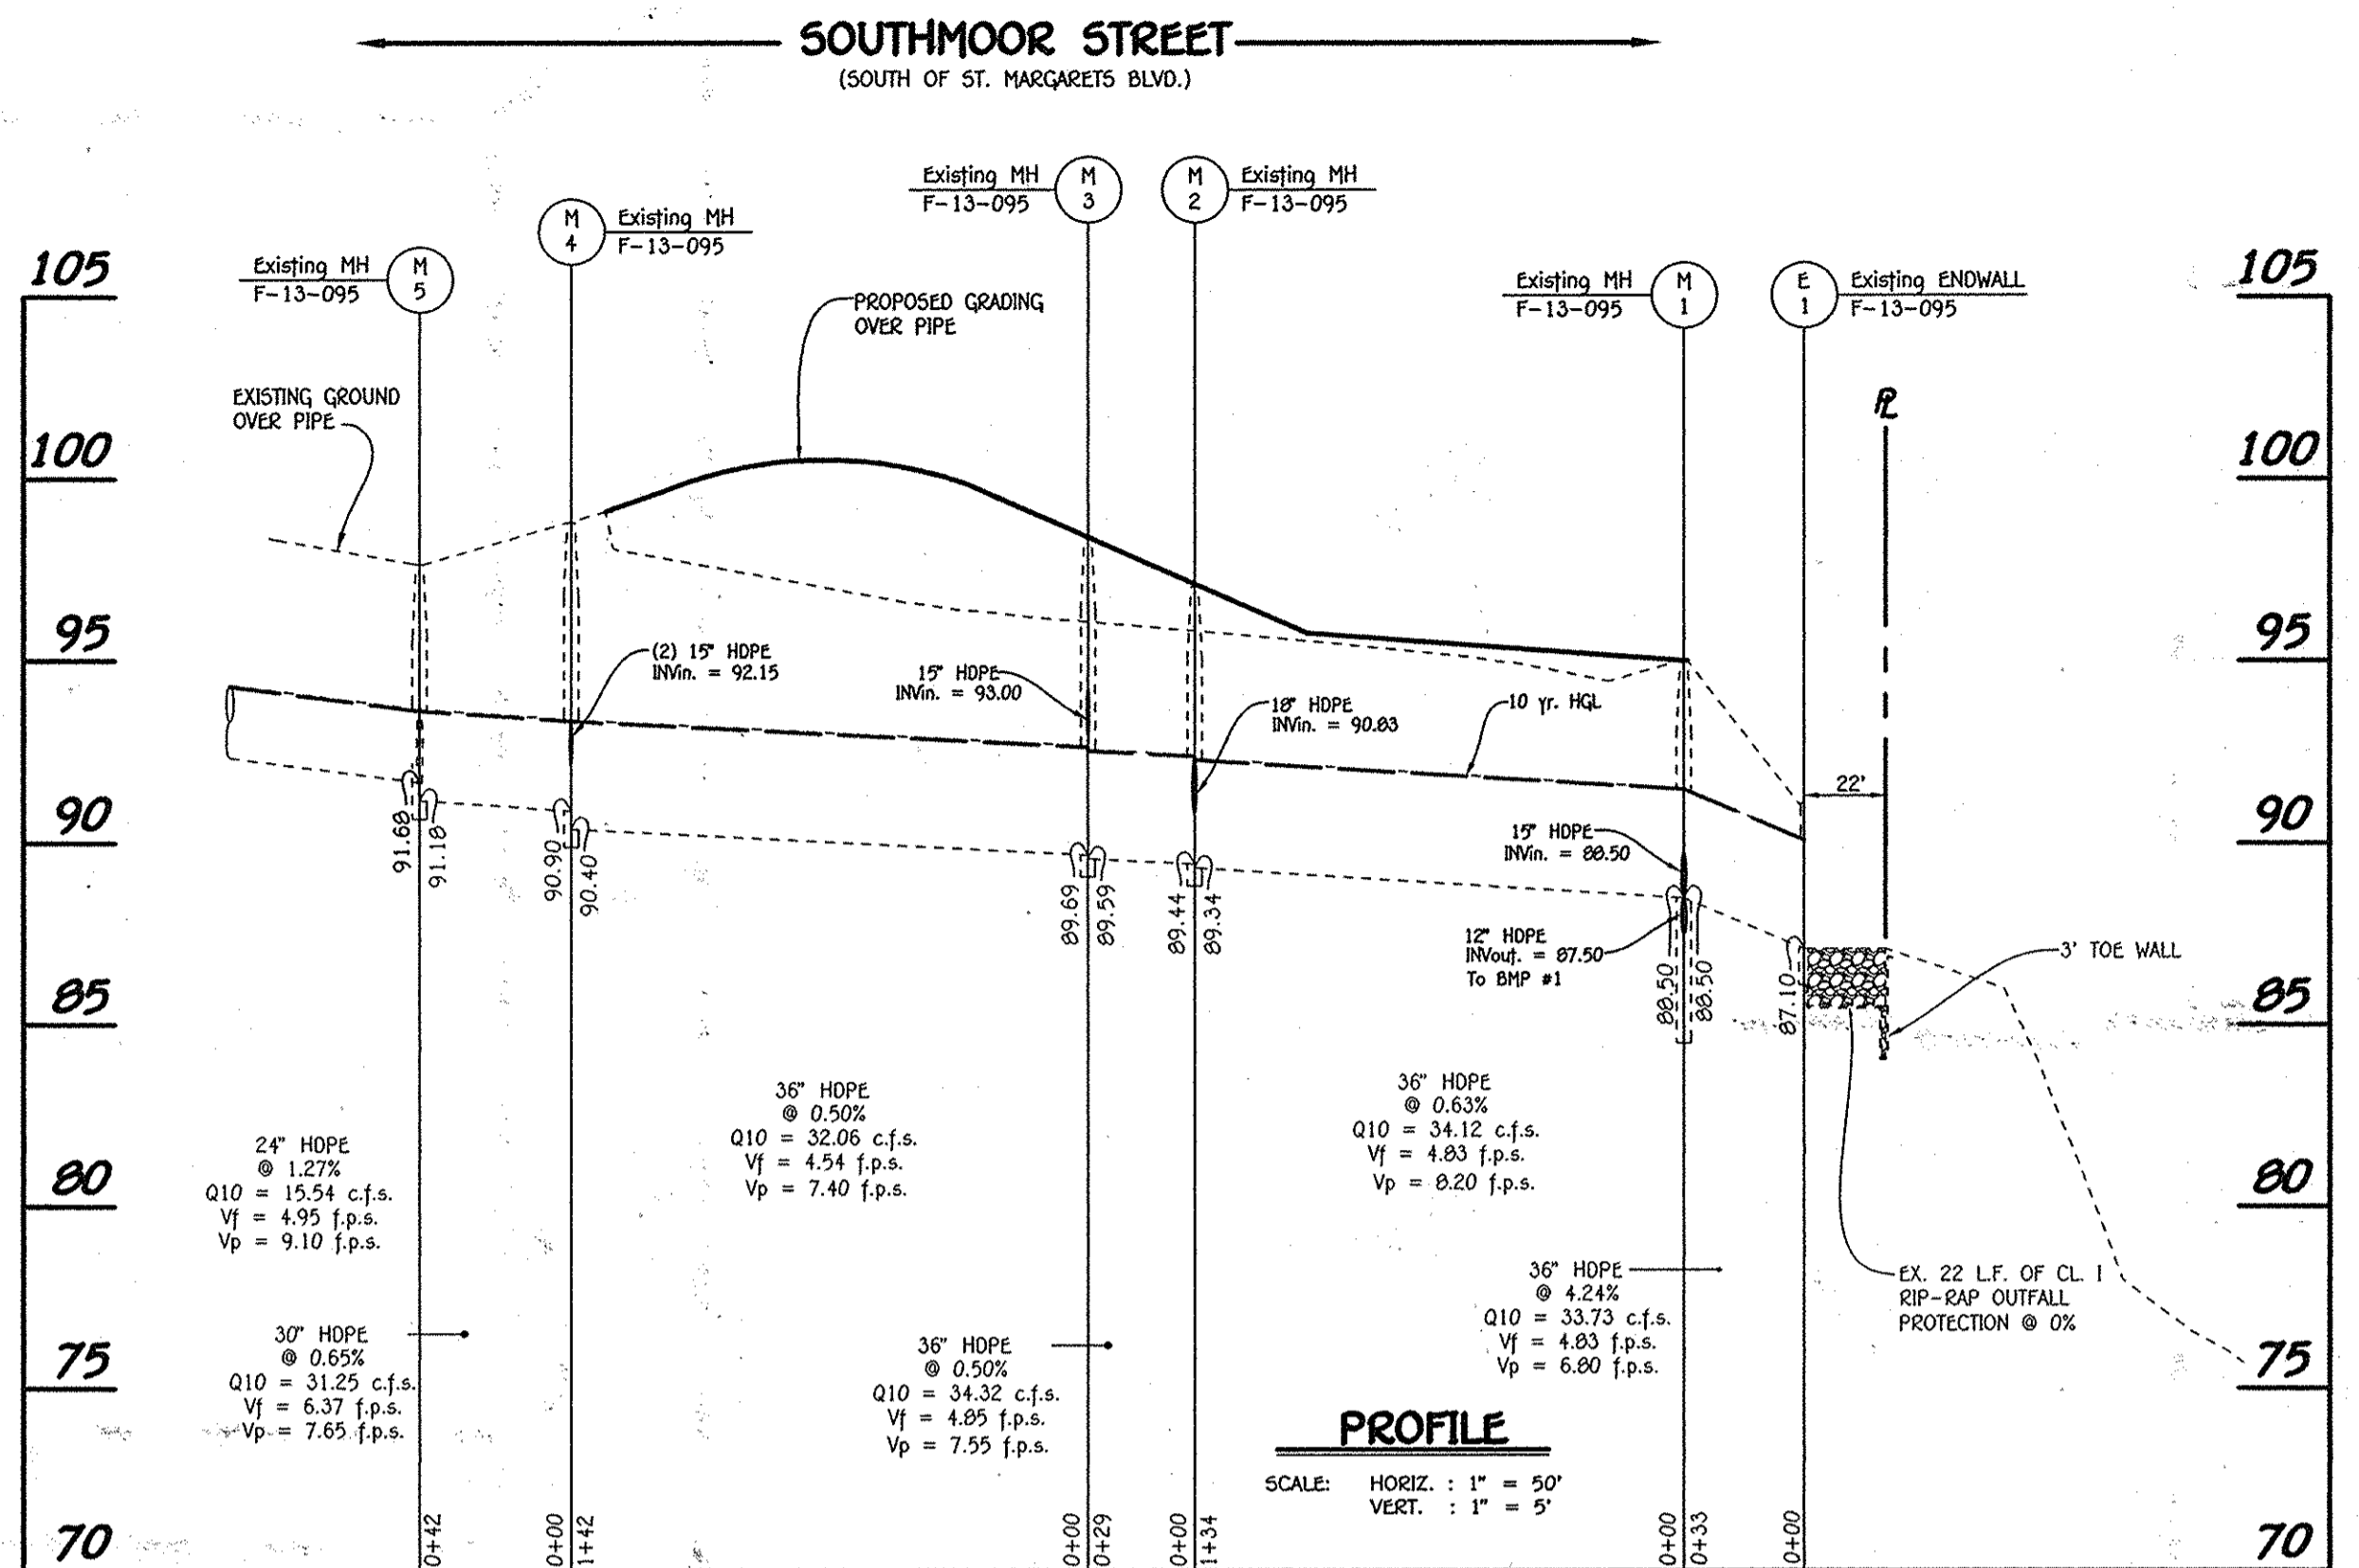 SOUTHMOOR STREET
(SOUTH OF ST. MARGARETS BLVD.)
Existing MH
F-13-095
M
5
M
4
Existing MH
F-13-095
Existing MH
F-13-095
M
3
M
2
Existing MH
F-13-095
Existing MH
F-13-095
M
1
E
1
Existing ENDWALL
F-13-095
105
100
95
90
85
80
75
70
105
100
95
90
85
80
75
70
PROPOSED GRADING
OVER PIPE
EXISTING GROUND
OVER PIPE
(2) 15" HDPE
INVin. = 92.15
15" HDPE
INVin. = 93.00
18" HDPE
INVin. = 90.83
10 yr. HGL
PL
22'
15" HDPE
INVin. = 88.50
12" HDPE
INVout. = 87.50
To BMP #1
3' TOE WALL
91.68
91.18
90.90
90.40
89.69
89.59
89.44
89.34
88.50
88.50
87.10
24" HDPE
@ 1.27%
Q10 = 15.54 c.f.s.
Vf = 4.95 f.p.s.
Vp = 9.10 f.p.s.
30" HDPE
@ 0.65%
Q10 = 31.25 c.f.s.
Vf = 6.37 f.p.s.
Vp = 7.65 f.p.s.
36" HDPE
@ 0.50%
Q10 = 32.06 c.f.s.
Vf = 4.54 f.p.s.
Vp = 7.40 f.p.s.
36" HDPE
@ 0.50%
Q10 = 34.32 c.f.s.
Vf = 4.85 f.p.s.
Vp = 7.55 f.p.s.
36" HDPE
@ 0.63%
Q10 = 34.12 c.f.s.
Vf = 4.83 f.p.s.
Vp = 8.20 f.p.s.
36" HDPE
@ 4.24%
Q10 = 33.73 c.f.s.
Vf = 4.83 f.p.s.
Vp = 6.80 f.p.s.
EX. 22 L.F. OF CL. I
RIP-RAP OUTFALL
PROTECTION @ 0%
PROFILE
SCALE: HORIZ. : 1" = 50'
VERT. : 1" = 5'
0+42
0+00
1+42
0+00
0+29
0+00
1+34
0+00
0+33
0+00